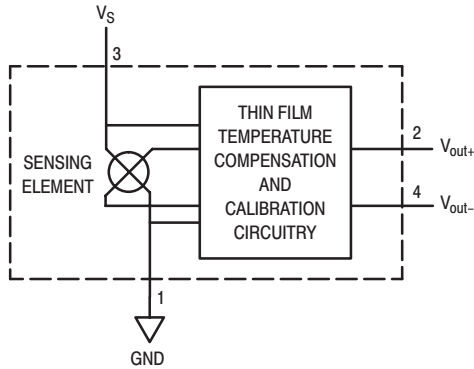 VS
3
THIN FILM
TEMPERATURE
COMPENSATION
AND
CALIBRATION
CIRCUITRY
2
Vout+
SENSING
ELEMENT
4
Vout–
1
GND